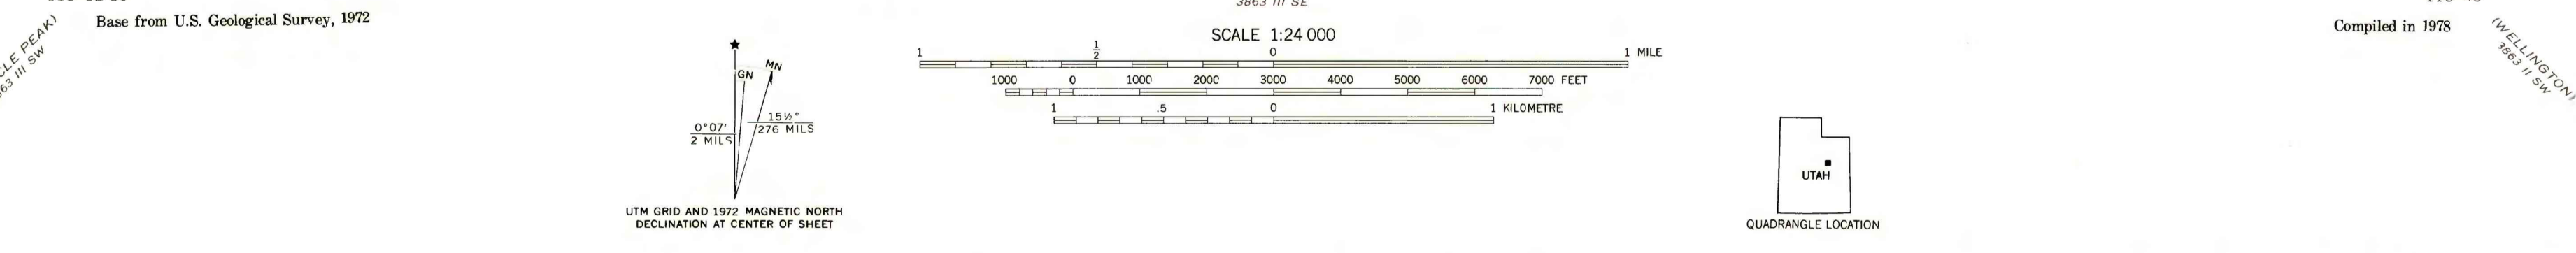 3863 III SE
Base from U.S. Geological Survey, 1972
Compiled in 1978
PEAK)
III SW
(WELLINGTON)
3863 II SW
SCALE 1:24 000
1 1/2 0 1 MILE
1000 0 1000 2000 3000 4000 5000 6000 7000 FEET
1 .5 0 1 KILOMETRE
★
GN
MN
0°07'
2 MILS
15½°
276 MILS
UTM GRID AND 1972 MAGNETIC NORTH
DECLINATION AT CENTER OF SHEET
UTAH
QUADRANGLE LOCATION